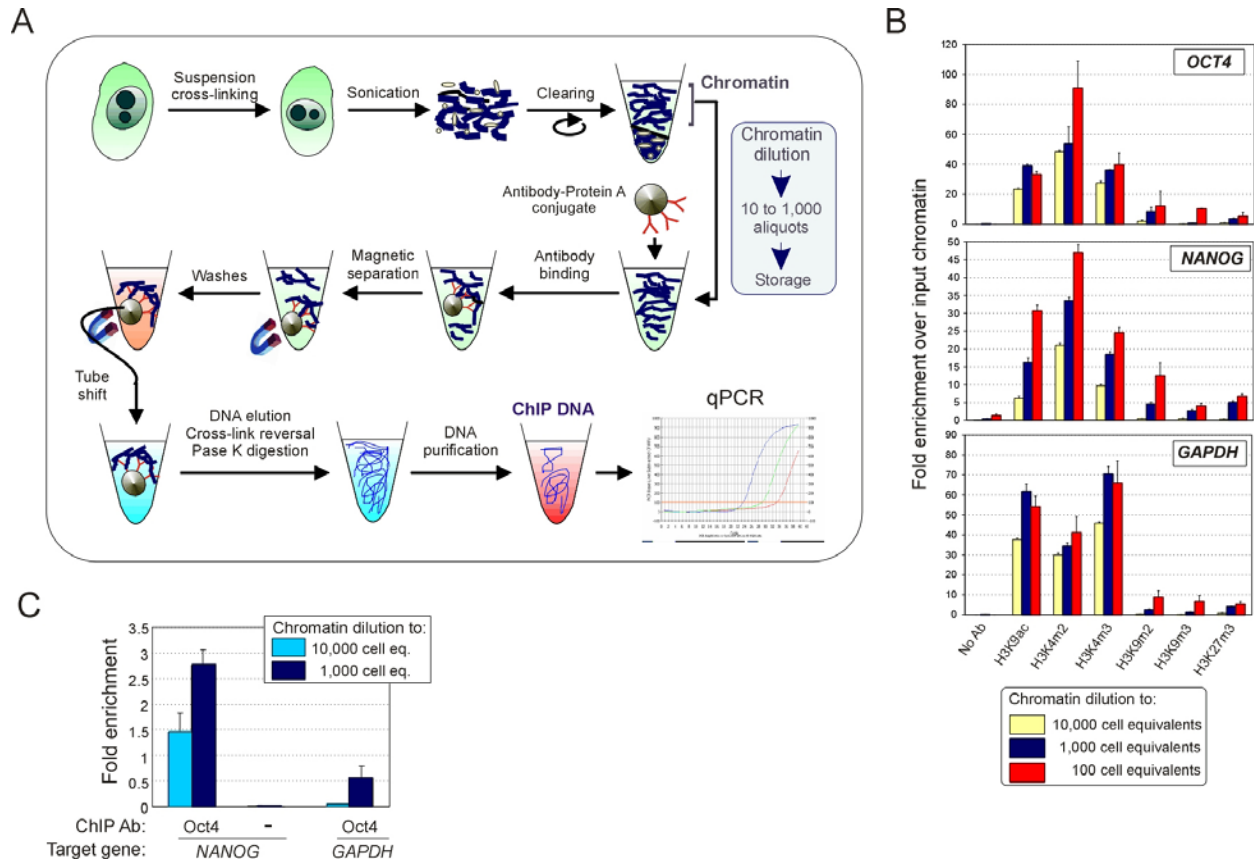 A
Suspension
cross-linking
Sonication
Clearing
Chromatin
Chromatin
dilution
10 to 1,000
aliquots
Storage
Antibody-Protein A
conjugate
Antibody
binding
Magnetic
separation
Washes
Tube
shift
DNA elution
Cross-link reversal
Pase K digestion
DNA
purification
ChIP DNA
qPCR
B
Fold enrichment over input chromatin
OCT4
120
100
80
60
40
20
0
NANOG
50
45
35
30
25
20
15
10
5
0
GAPDH
90
80
70
60
50
40
30
20
10
0
No Ab
H3K9ac
H3K4m2
H3K4m3
H3K9m2
H3K9m3
H3K27m3
Chromatin dilution to:
10,000 cell equivalents
1,000 cell equivalents
100 cell equivalents
C
Fold enrichment
3.5
3
2.5
2
1.5
1
0.5
0
Chromatin dilution to:
10,000 cell eq.
1,000 cell eq.
ChIP Ab: Oct4 - Oct4
Target gene: NANOG GAPDH